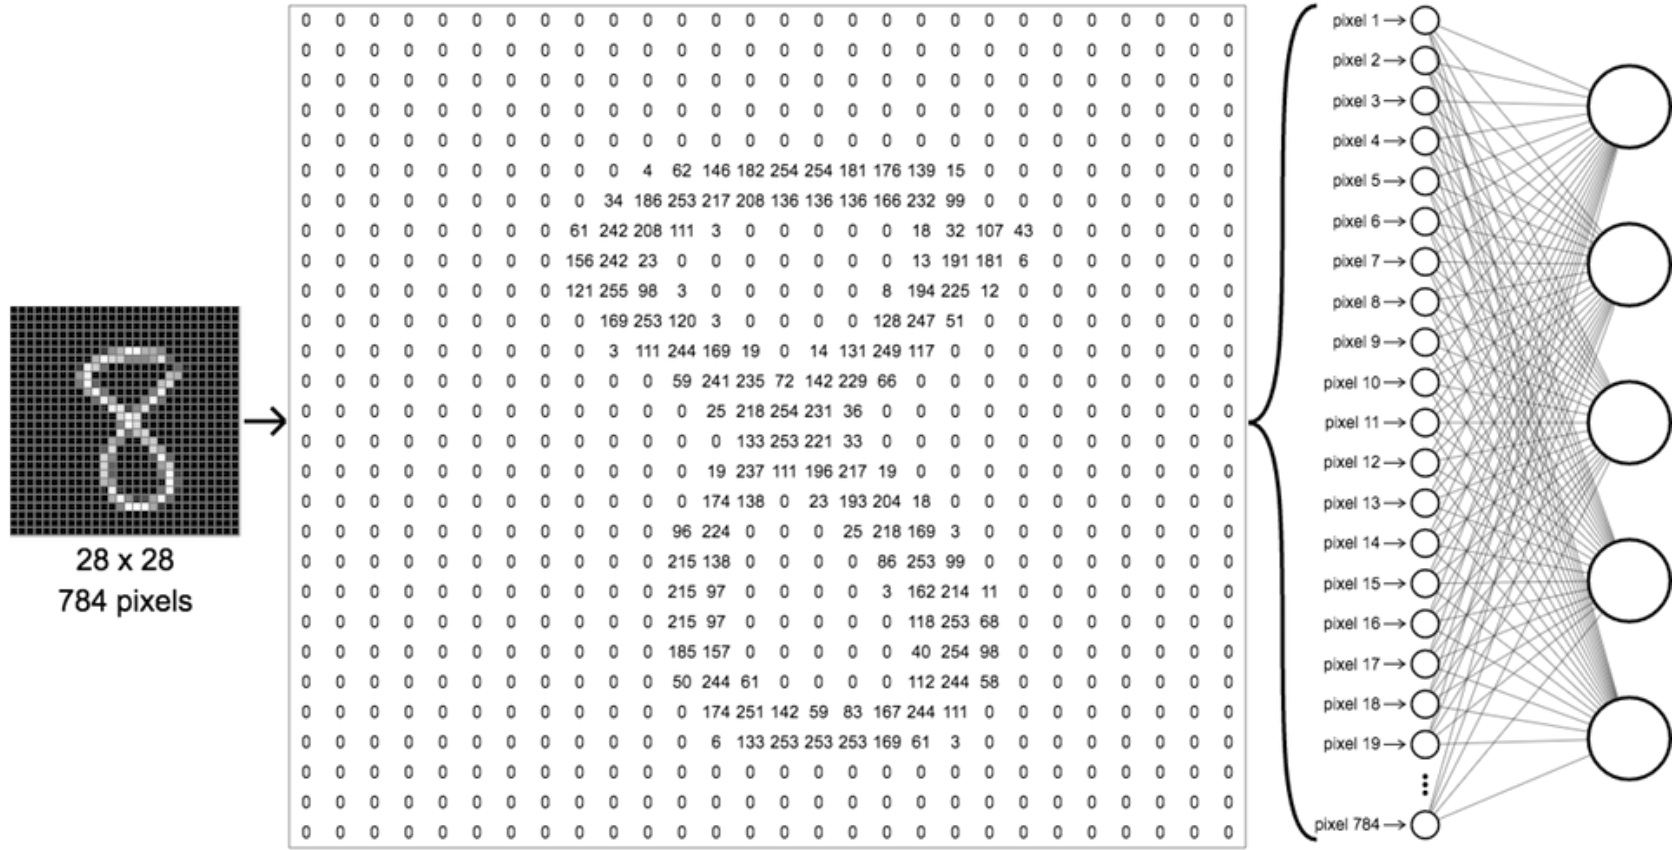 28 x 28
784 pixels
0 0 0 0 0 0 0 0 0 0 0 0 0 0 0 0 0 0 0 0 0 0 0 0 0 0 0 0
0 0 0 0 0 0 0 0 0 0 0 0 0 0 0 0 0 0 0 0 0 0 0 0 0 0 0 0
0 0 0 0 0 0 0 0 0 0 0 0 0 0 0 0 0 0 0 0 0 0 0 0 0 0 0 0
0 0 0 0 0 0 0 0 0 0 0 0 0 0 0 0 0 0 0 0 0 0 0 0 0 0 0 0
0 0 0 0 0 0 0 0 0 0 0 0 0 0 0 0 0 0 0 0 0 0 0 0 0 0 0 0
0 0 0 0 0 0 0 0 0 0 4 62 146 182 254 254 181 176 139 15 0 0 0 0 0 0 0 0
0 0 0 0 0 0 0 0 0 34 186 253 217 208 136 136 136 166 232 99 0 0 0 0 0 0 0 0
0 0 0 0 0 0 0 0 61 242 208 111 3 0 0 0 0 0 18 32 107 43 0 0 0 0 0 0
0 0 0 0 0 0 0 0 156 242 23 0 0 0 0 0 0 0 13 191 181 6 0 0 0 0 0 0
0 0 0 0 0 0 0 0 121 255 98 3 0 0 0 0 0 8 194 225 12 0 0 0 0 0 0 0
0 0 0 0 0 0 0 0 0 169 253 120 3 0 0 0 0 128 247 51 0 0 0 0 0 0 0 0
0 0 0 0 0 0 0 0 0 3 111 244 169 19 0 14 131 249 117 0 0 0 0 0 0 0 0 0
0 0 0 0 0 0 0 0 0 0 0 59 241 235 72 142 229 66 0 0 0 0 0 0 0 0 0 0
0 0 0 0 0 0 0 0 0 0 0 0 25 218 254 231 36 0 0 0 0 0 0 0 0 0 0 0
0 0 0 0 0 0 0 0 0 0 0 0 0 133 253 221 33 0 0 0 0 0 0 0 0 0 0 0
0 0 0 0 0 0 0 0 0 0 0 0 19 237 111 196 217 19 0 0 0 0 0 0 0 0 0 0
0 0 0 0 0 0 0 0 0 0 0 0 174 138 0 23 193 204 18 0 0 0 0 0 0 0 0 0
0 0 0 0 0 0 0 0 0 0 0 96 224 0 0 0 25 218 169 3 0 0 0 0 0 0 0 0
0 0 0 0 0 0 0 0 0 0 0 215 138 0 0 0 0 86 253 99 0 0 0 0 0 0 0 0
0 0 0 0 0 0 0 0 0 0 0 215 97 0 0 0 0 3 162 214 11 0 0 0 0 0 0 0
0 0 0 0 0 0 0 0 0 0 0 215 97 0 0 0 0 0 118 253 68 0 0 0 0 0 0 0
0 0 0 0 0 0 0 0 0 0 0 185 157 0 0 0 0 0 40 254 98 0 0 0 0 0 0 0
0 0 0 0 0 0 0 0 0 0 0 50 244 61 0 0 0 0 112 244 58 0 0 0 0 0 0 0
0 0 0 0 0 0 0 0 0 0 0 0 174 251 142 59 83 167 244 111 0 0 0 0 0 0 0 0
0 0 0 0 0 0 0 0 0 0 0 0 6 133 253 253 253 169 61 3 0 0 0 0 0 0 0 0
0 0 0 0 0 0 0 0 0 0 0 0 0 0 0 0 0 0 0 0 0 0 0 0 0 0 0 0
0 0 0 0 0 0 0 0 0 0 0 0 0 0 0 0 0 0 0 0 0 0 0 0 0 0 0 0
0 0 0 0 0 0 0 0 0 0 0 0 0 0 0 0 0 0 0 0 0 0 0 0 0 0 0 0
pixel 1
pixel 2
pixel 3
pixel 4
pixel 5
pixel 6
pixel 7
pixel 8
pixel 9
pixel 10
pixel 11
pixel 12
pixel 13
pixel 14
pixel 15
pixel 16
pixel 17
pixel 18
pixel 19
pixel 784